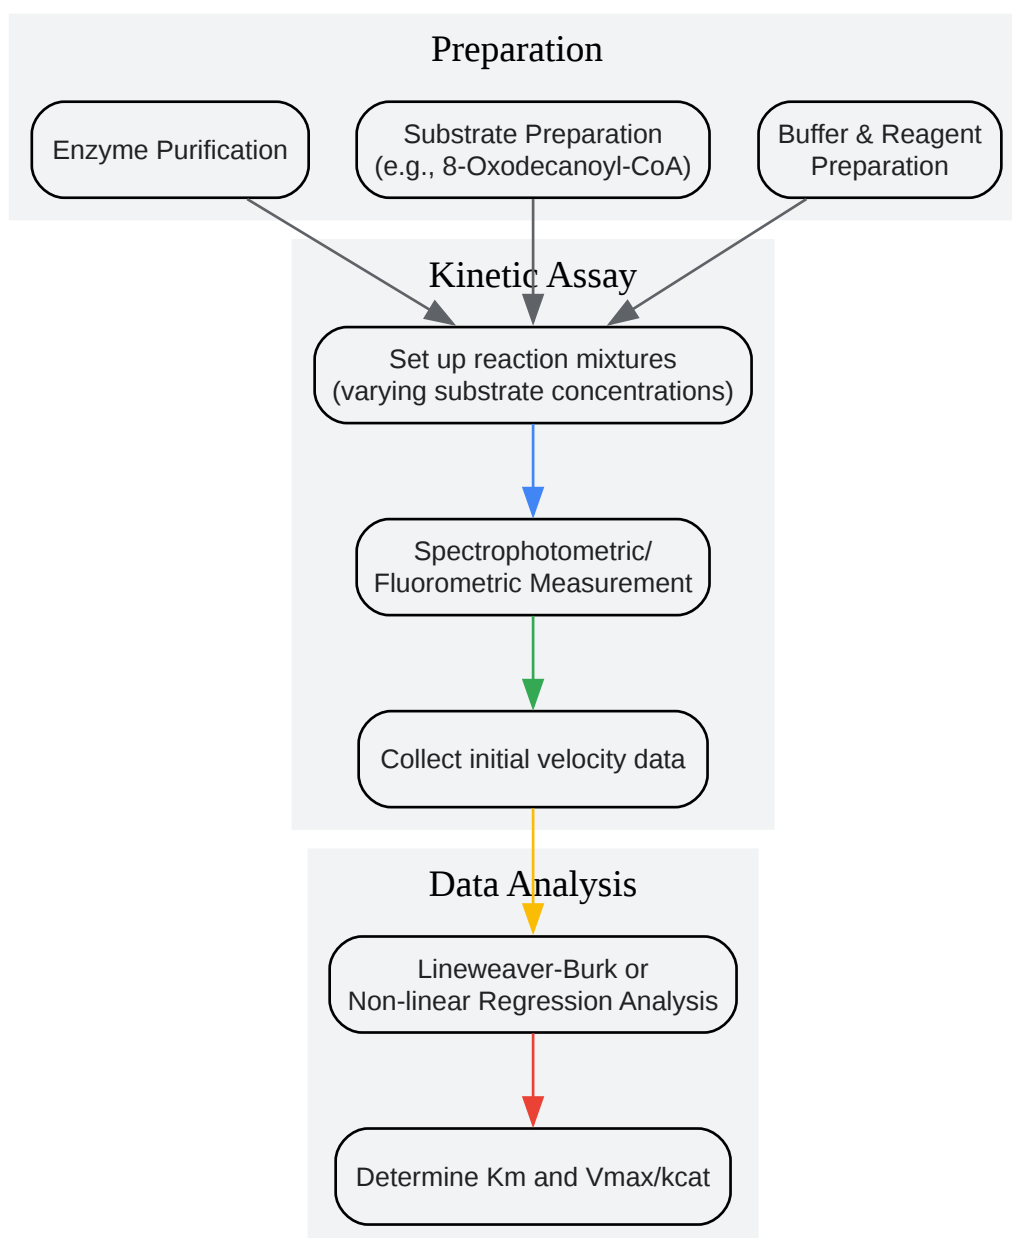 Preparation
Enzyme Purification
Substrate Preparation
(e.g., 8-Oxodecanoyl-CoA)
Buffer & Reagent
Preparation
Kinetic Assay
Set up reaction mixtures
(varying substrate concentrations)
Spectrophotometric/
Fluorometric Measurement
Collect initial velocity data
Data Analysis
Lineweaver-Burk or
Non-linear Regression Analysis
Determine Km and Vmax/kcat